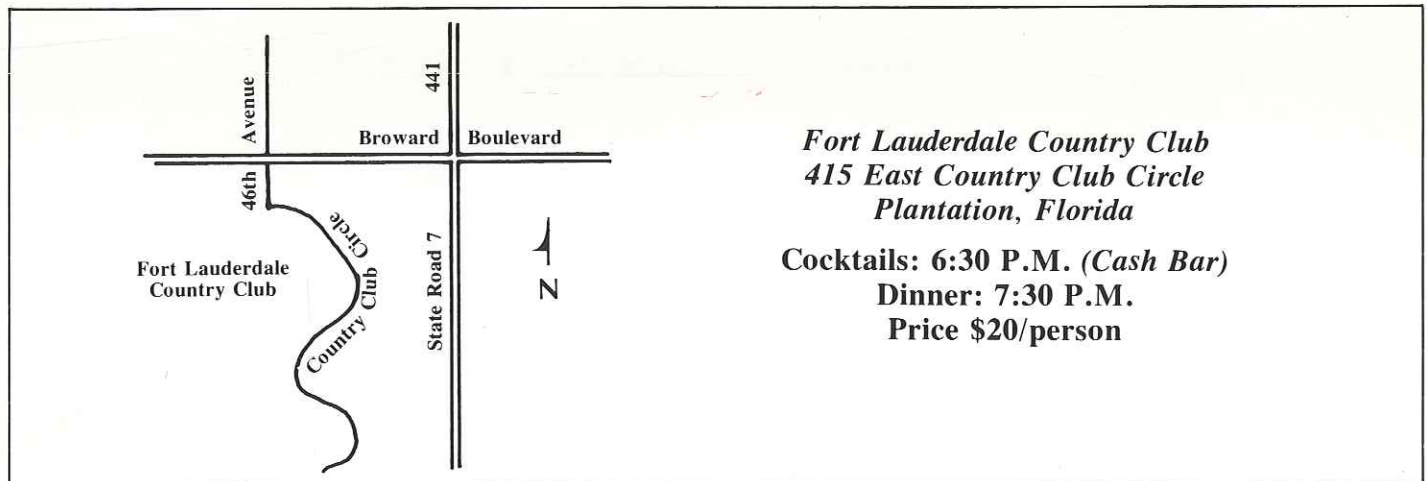 46th Avenue
441
Broward Boulevard
Country Club Circle
Fort Lauderdale
Country Club
State Road 7
N
Fort Lauderdale Country Club
415 East Country Club Circle
Plantation, Florida
Cocktails: 6:30 P.M. (Cash Bar)
Dinner: 7:30 P.M.
Price $20/person